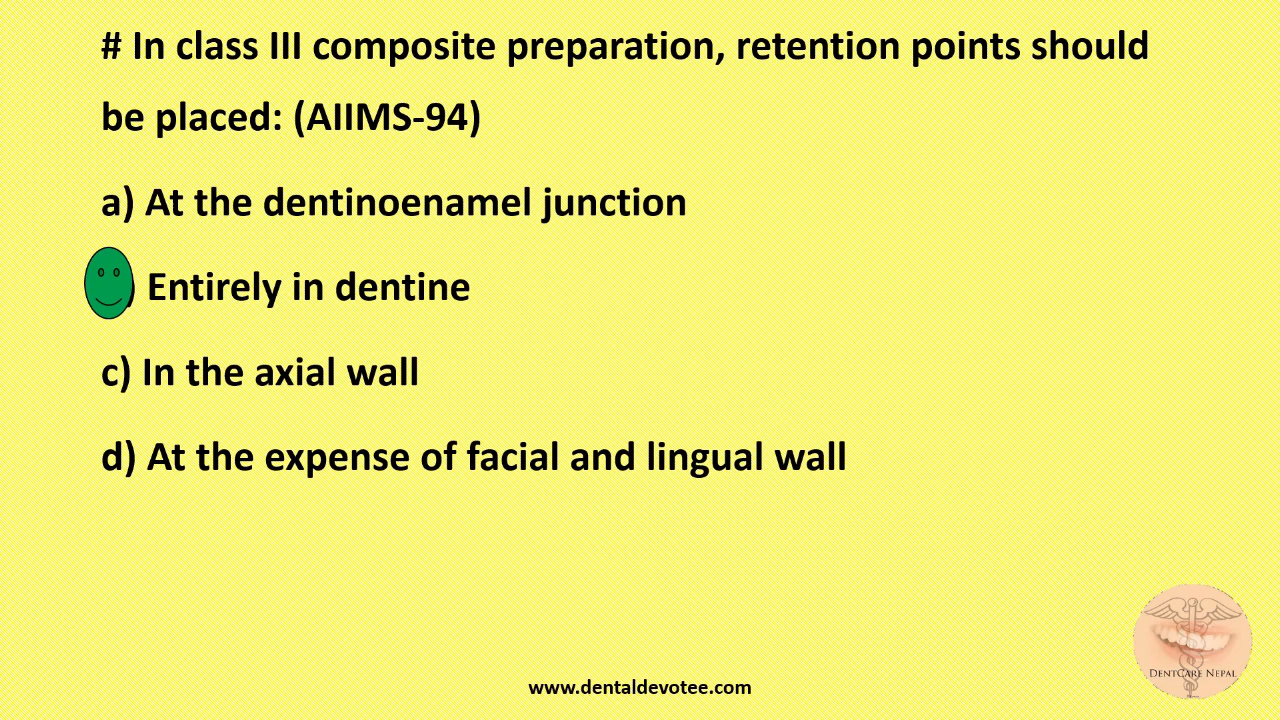 # In class III composite preparation, retention points should
be placed: (AIIMS-94)
a) At the dentinoenamel junction
) Entirely in dentine
c) In the axial wall
d) At the expense of facial and lingual wall
DentCare Nepal
www.dentaldevotee.com